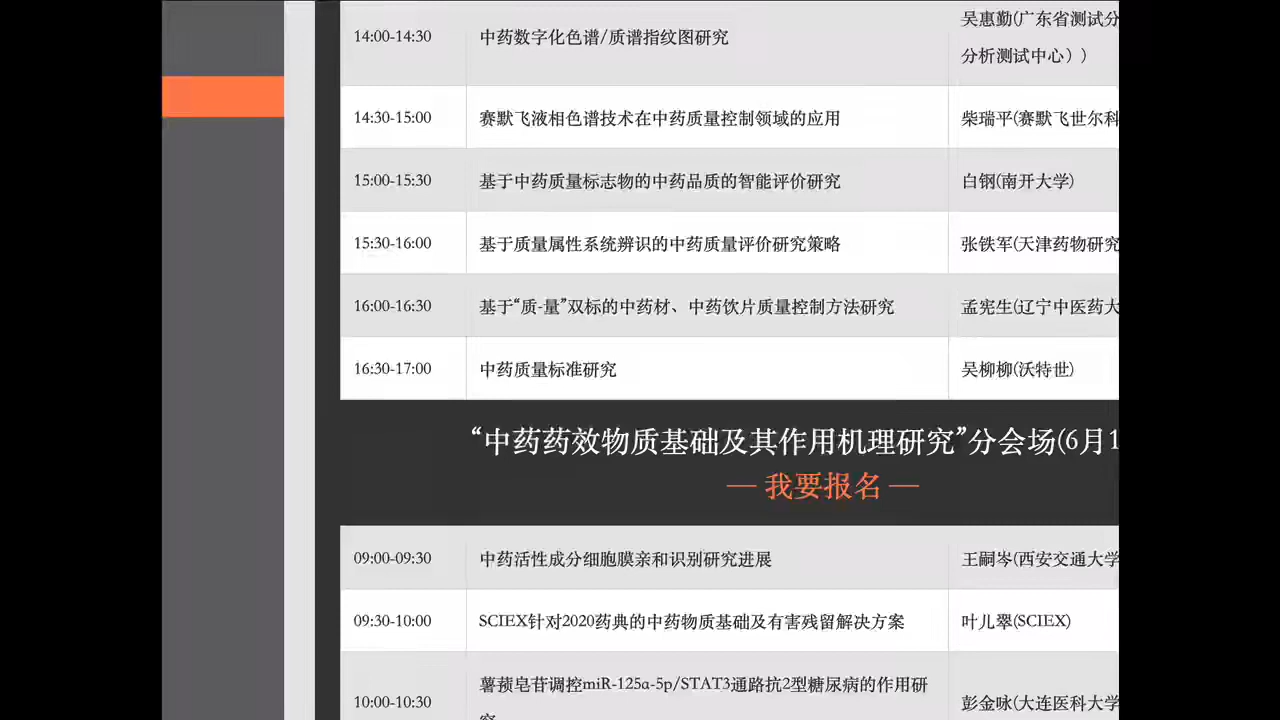 吴惠勤(广东省测试分
14:00-14:30 中药数字化色谱/质谱指纹图研究
分析测试中心））
14:30-15:00 赛默飞液相色谱技术在中药质量控制领域的应用 柴瑞平(赛默飞世尔科
15:00-15:30 基于中药质量标志物的中药品质的智能评价研究 白钢(南开大学)
15:30-16:00 基于质量属性系统辨识的中药质量评价研究策略 张铁军(天津药物研究
16:00-16:30 基于“质-量”双标的中药材、中药饮片质量控制方法研究 孟宪生(辽宁中医药大
16:30-17:00 中药质量标准研究 吴柳柳(沃特世)
“中药药效物质基础及其作用机理研究”分会场(6月1
— 我要报名 —
09:00-09:30 中药活性成分细胞膜亲和识别研究进展 王嗣岑(西安交通大学
09:30-10:00 SCIEX针对2020药典的中药物质基础及有害残留解决方案 叶儿翠(SCIEX)
薯蓣皂苷调控miR-125a-5p/STAT3通路抗2型糖尿病的作用研
10:00-10:30 彭金咏(大连医科大学